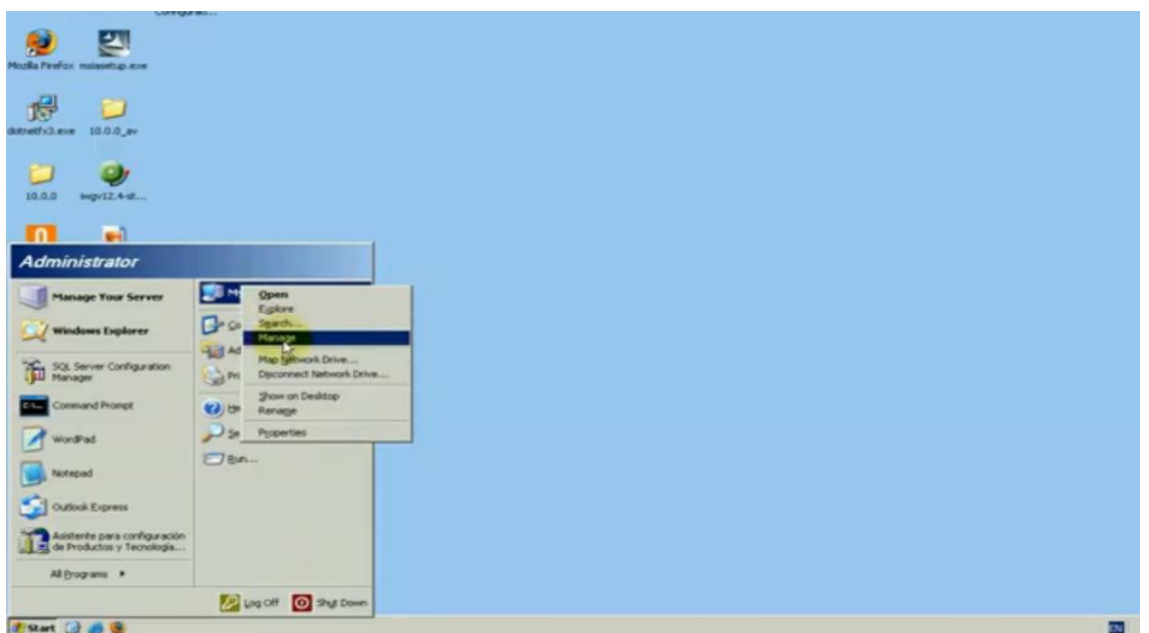 Mozilla Firefox
msiasetup.exe
dotnetfx3.exe
10.0.0_av
10.0.0
Administrator
Manage Your Server
Windows Explorer
SQL Server Configuration
Manager
Command Prompt
WordPad
Notepad
Outlook Express
Asistente para configuración
de Productos y Tecnología...
All Programs
Open
Explore
Search...
Manage
Map Network Drive...
Disconnect Network Drive...
Show on Desktop
Rename
Properties
Run...
Log Off
Shut Down
Start
EN